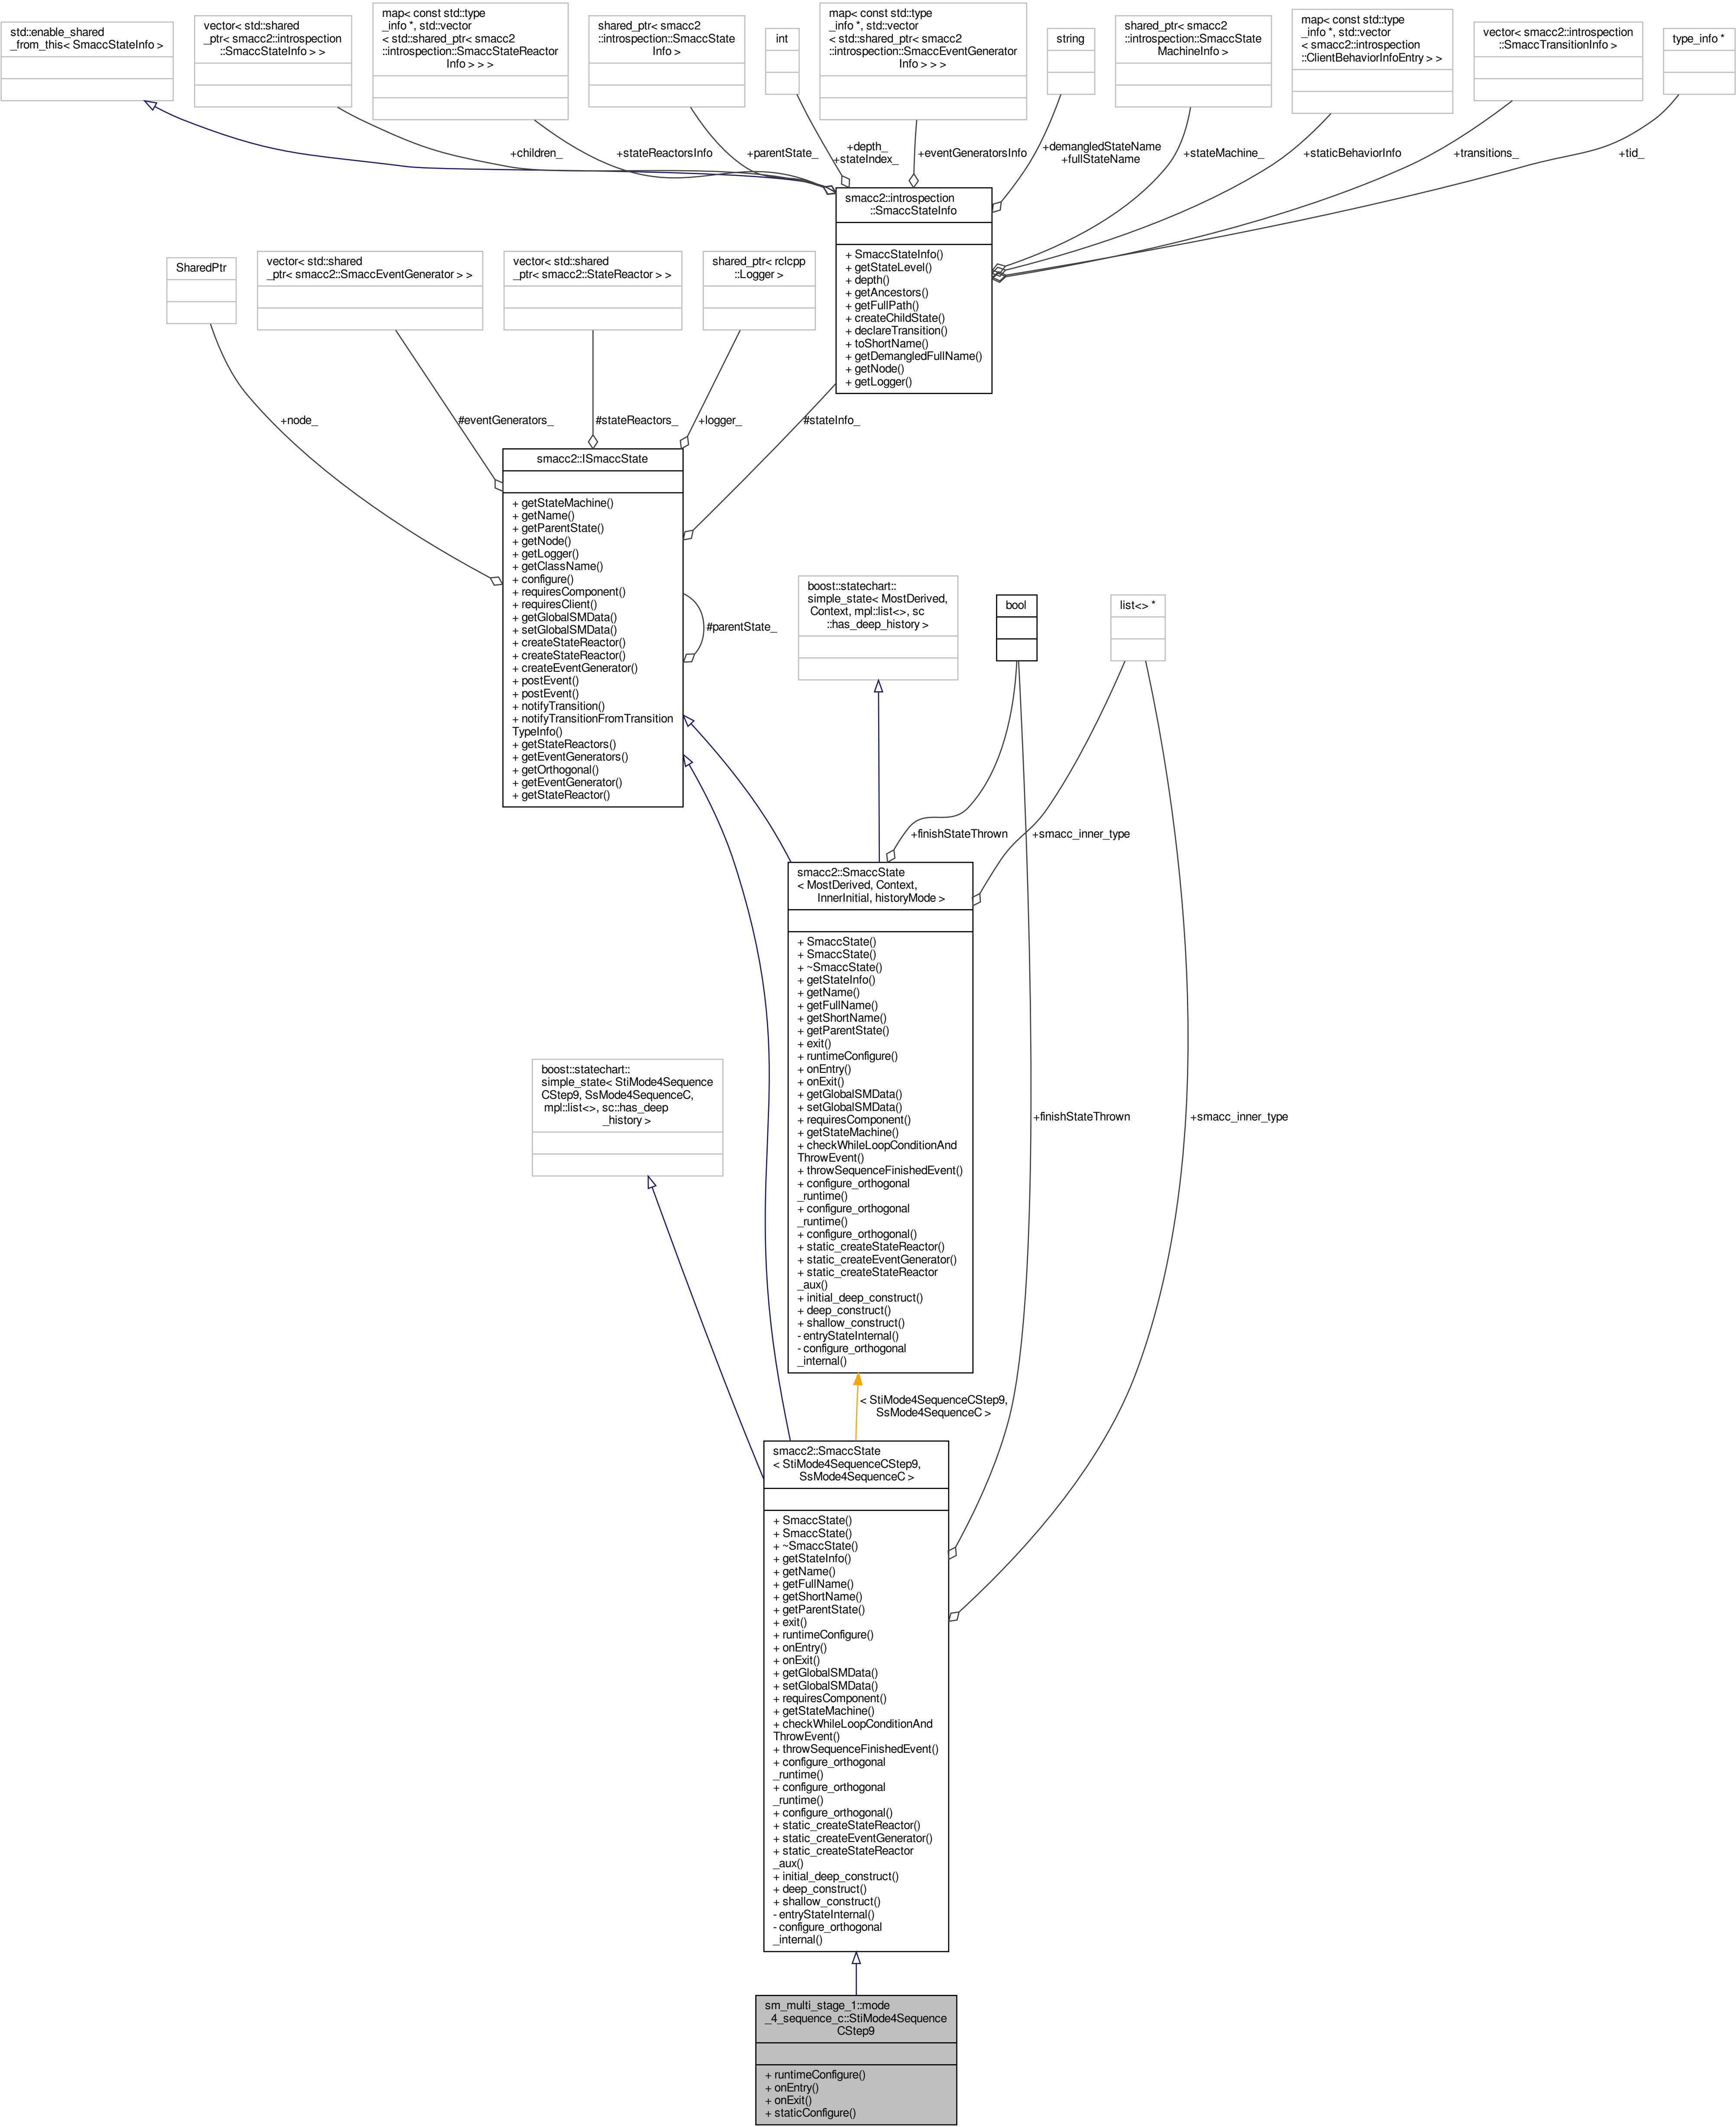 std::enable_shared
_from_this< SmaccStateInfo >
vector< std::shared
_ptr< smacc2::introspection
::SmaccStateInfo > >
map< const std::type
_info *, std::vector
< std::shared_ptr< smacc2
::introspection::SmaccStateReactor
Info > > >
shared_ptr< smacc2
::introspection::SmaccState
Info >
int
map< const std::type
_info *, std::vector
< std::shared_ptr< smacc2
::introspection::SmaccEventGenerator
Info > > >
string
shared_ptr< smacc2
::introspection::SmaccState
MachineInfo >
map< const std::type
_info *, std::vector
< smacc2::introspection
::ClientBehaviorInfoEntry > >
vector< smacc2::introspection
::SmaccTransitionInfo >
type_info *
+children_
+stateReactorsInfo
+parentState_
+depth_
+stateIndex_
+eventGeneratorsInfo
+demangledStateName
+fullStateName
+stateMachine_
+staticBehaviorInfo
+transitions_
+tid_
smacc2::introspection
::SmaccStateInfo
+ SmaccStateInfo()
+ getStateLevel()
+ depth()
+ getAncestors()
+ getFullPath()
+ createChildState()
+ declareTransition()
+ toShortName()
+ getDemangledFullName()
+ getNode()
+ getLogger()
SharedPtr
vector< std::shared
_ptr< smacc2::SmaccEventGenerator > >
vector< std::shared
_ptr< smacc2::StateReactor > >
shared_ptr< rclcpp
::Logger >
+node_
#eventGenerators_
#stateReactors_
+logger_
#stateInfo_
smacc2::ISmaccState
+ getStateMachine()
+ getName()
+ getParentState()
+ getNode()
+ getLogger()
+ getClassName()
+ configure()
+ requiresComponent()
+ requiresClient()
+ getGlobalSMData()
+ setGlobalSMData()
+ createStateReactor()
+ createStateReactor()
+ createEventGenerator()
+ postEvent()
+ postEvent()
+ notifyTransition()
+ notifyTransitionFromTransition
TypeInfo()
+ getStateReactors()
+ getEventGenerators()
+ getOrthogonal()
+ getEventGenerator()
+ getStateReactor()
#parentState_
boost::statechart::
simple_state< MostDerived,
Context, mpl::list<>, sc
::has_deep_history >
bool
list<> *
+finishStateThrown
+smacc_inner_type
smacc2::SmaccState
< MostDerived, Context,
InnerInitial, historyMode >
+ SmaccState()
+ SmaccState()
+ ~SmaccState()
+ getStateInfo()
+ getName()
+ getFullName()
+ getShortName()
+ getParentState()
+ exit()
+ runtimeConfigure()
+ onEntry()
+ onExit()
+ getGlobalSMData()
+ setGlobalSMData()
+ requiresComponent()
+ getStateMachine()
+ checkWhileLoopConditionAnd
ThrowEvent()
+ throwSequenceFinishedEvent()
+ configure_orthogonal
_runtime()
+ configure_orthogonal
_runtime()
+ configure_orthogonal()
+ static_createStateReactor()
+ static_createEventGenerator()
+ static_createStateReactor
_aux()
+ initial_deep_construct()
+ deep_construct()
+ shallow_construct()
- entryStateInternal()
- configure_orthogonal
_internal()
boost::statechart::
simple_state< StiMode4Sequence
CStep9, SsMode4SequenceC,
mpl::list<>, sc::has_deep
_history >
+finishStateThrown
+smacc_inner_type
< StiMode4SequenceCStep9,
SsMode4SequenceC >
smacc2::SmaccState
< StiMode4SequenceCStep9,
SsMode4SequenceC >
+ SmaccState()
+ SmaccState()
+ ~SmaccState()
+ getStateInfo()
+ getName()
+ getFullName()
+ getShortName()
+ getParentState()
+ exit()
+ runtimeConfigure()
+ onEntry()
+ onExit()
+ getGlobalSMData()
+ setGlobalSMData()
+ requiresComponent()
+ getStateMachine()
+ checkWhileLoopConditionAnd
ThrowEvent()
+ throwSequenceFinishedEvent()
+ configure_orthogonal
_runtime()
+ configure_orthogonal
_runtime()
+ configure_orthogonal()
+ static_createStateReactor()
+ static_createEventGenerator()
+ static_createStateReactor
_aux()
+ initial_deep_construct()
+ deep_construct()
+ shallow_construct()
- entryStateInternal()
- configure_orthogonal
_internal()
sm_multi_stage_1::mode
_4_sequence_c::StiMode4Sequence
CStep9
+ runtimeConfigure()
+ onEntry()
+ onExit()
+ staticConfigure()